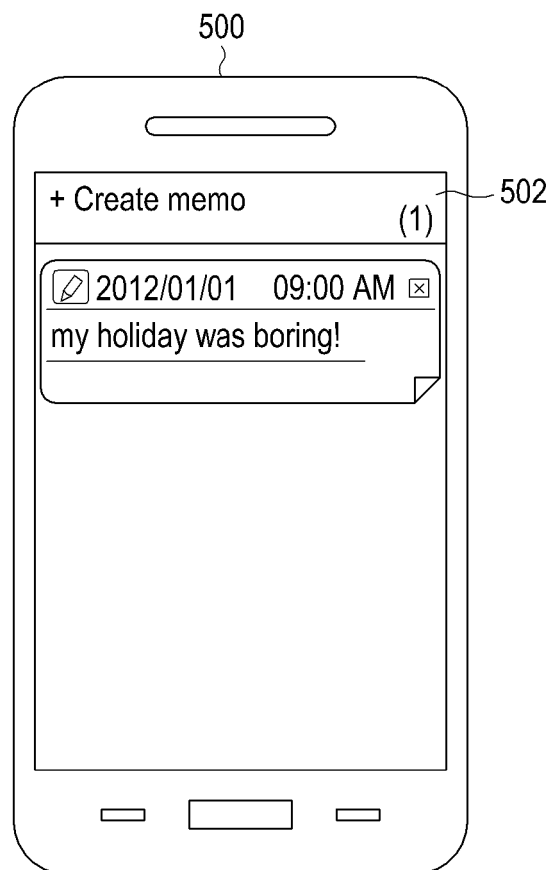 500
502
+ Create memo
(1)
2012/01/01 09:00 AM
my holiday was boring!